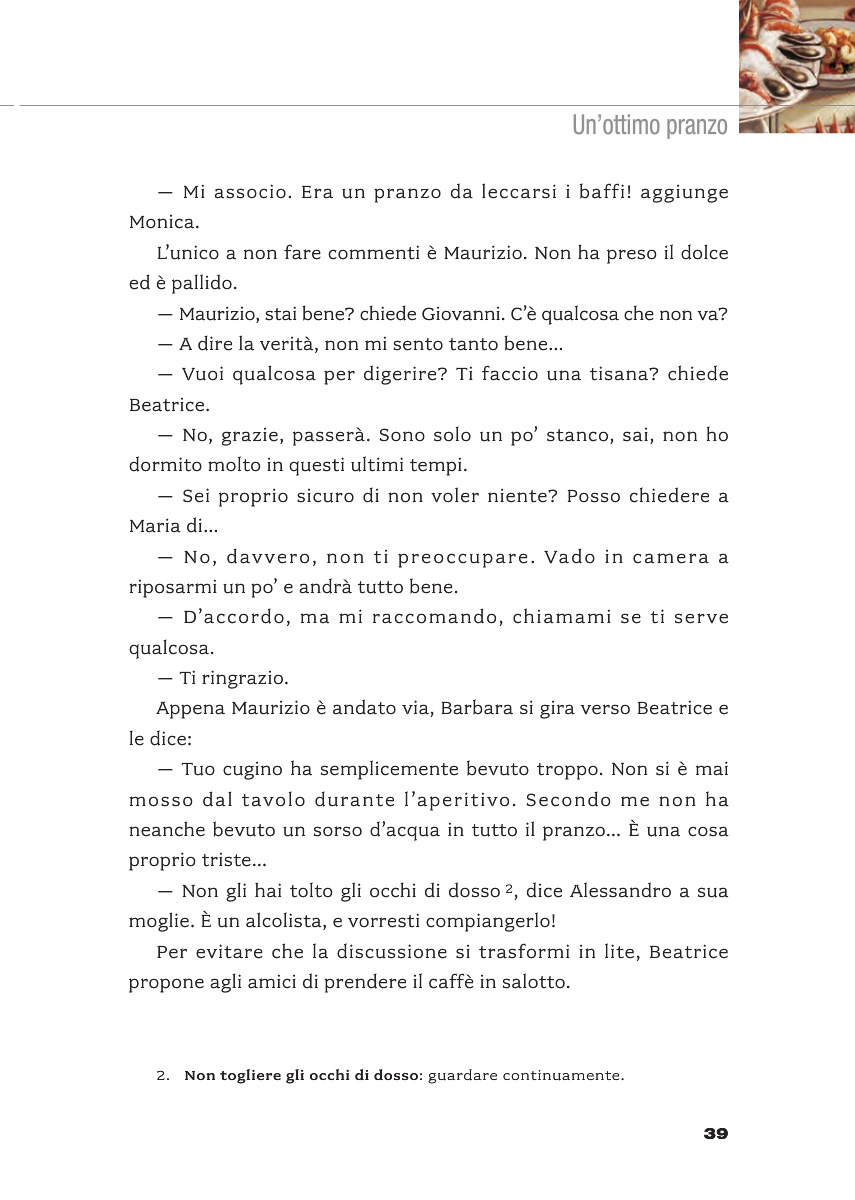 Un'ottimo pranzo
— Mi associo. Era un pranzo da leccarsi i baffi! aggiunge
Monica.
L'unico a non fare commenti è Maurizio. Non ha preso il dolce
ed è pallido.
— Maurizio, stai bene? chiede Giovanni. C'è qualcosa che non va?
— A dire la verità, non mi sento tanto bene...
— Vuoi qualcosa per digerire? Ti faccio una tisana? chiede
Beatrice.
— No, grazie, passerà. Sono solo un po' stanco, sai, non ho
dormito molto in questi ultimi tempi.
— Sei proprio sicuro di non voler niente? Posso chiedere a
Maria di...
— No, davvero, non ti preoccupare. Vado in camera a
riposarmi un po' e andrà tutto bene.
— D'accordo, ma mi raccomando, chiamami se ti serve
qualcosa.
— Ti ringrazio.
Appena Maurizio è andato via, Barbara si gira verso Beatrice e
le dice:
— Tuo cugino ha semplicemente bevuto troppo. Non si è mai
mosso dal tavolo durante l'aperitivo. Secondo me non ha
neanche bevuto un sorso d'acqua in tutto il pranzo... È una cosa
proprio triste...
— Non gli hai tolto gli occhi di dosso 2, dice Alessandro a sua
moglie. È un alcolista, e vorresti compiangerlo!
Per evitare che la discussione si trasformi in lite, Beatrice
propone agli amici di prendere il caffè in salotto.
2. Non togliere gli occhi di dosso: guardare continuamente.
39